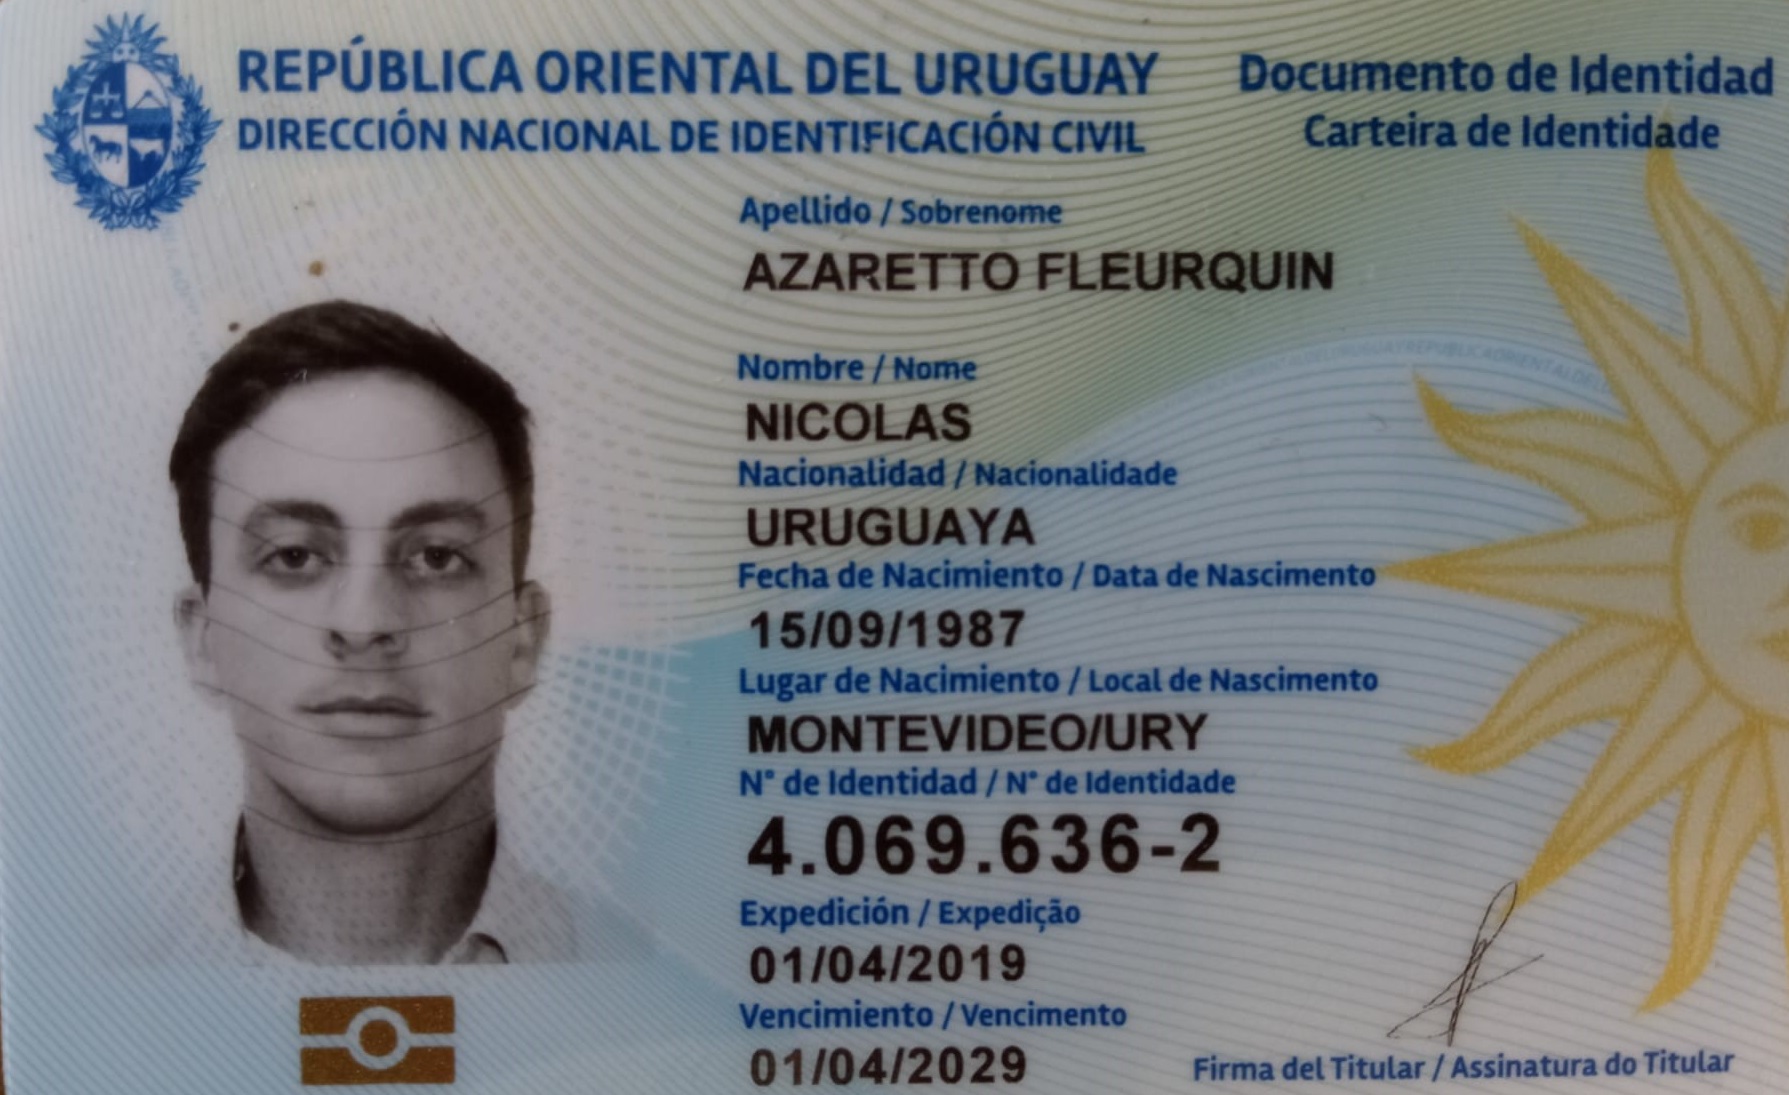 REPÚBLICA ORIENTAL DEL URUGUAY
DIRECCIÓN NACIONAL DE IDENTIFICACIÓN CIVIL
Documento de Identidad
Carteira de Identidade
Apellido / Sobrenome
AZARETTO FLEURQUIN
Nombre / Nome
NICOLAS
Nacionalidad / Nacionalidade
URUGUAYA
Fecha de Nacimiento / Data de Nascimento
15/09/1987
Lugar de Nacimiento / Local de Nascimento
MONTEVIDEO/URY
N° de Identidad / N° de Identidade
4.069.636-2
Expedición / Expedição
01/04/2019
Vencimiento / Vencimento
01/04/2029
Firma del Titular / Assinatura do Titular